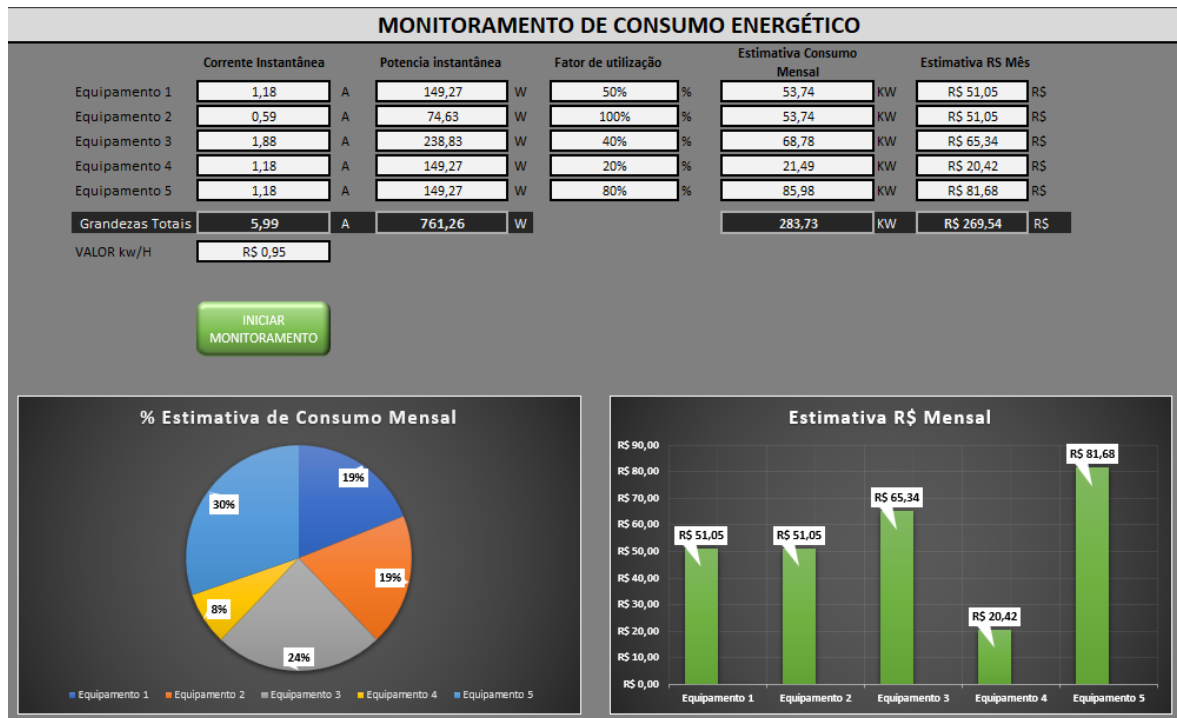 MONITORAMENTO DE CONSUMO ENERGÉTICO
Corrente Instantânea Potencia instantânea Fator de utilização Estimativa Consumo Mensal Estimativa RS Mês
Equipamento 1 1,18 A 149,27 W 50% % 53,74 KW R$ 51,05 R$
Equipamento 2 0,59 A 74,63 W 100% % 53,74 KW R$ 51,05 R$
Equipamento 3 1,88 A 238,83 W 40% % 68,78 KW R$ 65,34 R$
Equipamento 4 1,18 A 149,27 W 20% % 21,49 KW R$ 20,42 R$
Equipamento 5 1,18 A 149,27 W 80% % 85,98 KW R$ 81,68 R$
Grandezas Totais 5,99 A 761,26 W 283,73 KW R$ 269,54 R$
VALOR kw/H R$ 0,95
INICIAR
MONITORAMENTO
% Estimativa de Consumo Mensal
19%
30%
19%
8%
24%
Equipamento 1 Equipamento 2 Equipamento 3 Equipamento 4 Equipamento 5
Estimativa R$ Mensal
R$ 90,00
R$ 80,00
R$ 70,00
R$ 60,00
R$ 50,00
R$ 40,00
R$ 30,00
R$ 20,00
R$ 10,00
R$ 0,00
R$ 51,05
R$ 51,05
R$ 65,34
R$ 20,42
R$ 81,68
Equipamento 1 Equipamento 2 Equipamento 3 Equipamento 4 Equipamento 5